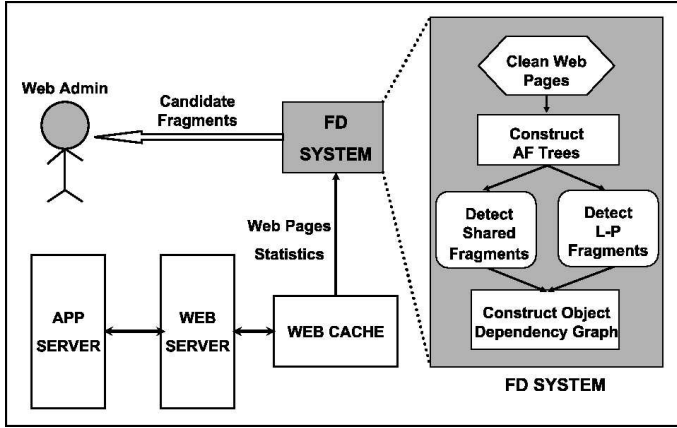 Web Admin
Candidate
Fragments
FD
SYSTEM
Web Pages
Statistics
APP
SERVER
WEB
SERVER
WEB CACHE
Clean Web
Pages
Construct
AF Trees
Detect
Shared
Fragments
Detect
L-P
Fragments
Construct Object
Dependency Graph
FD SYSTEM